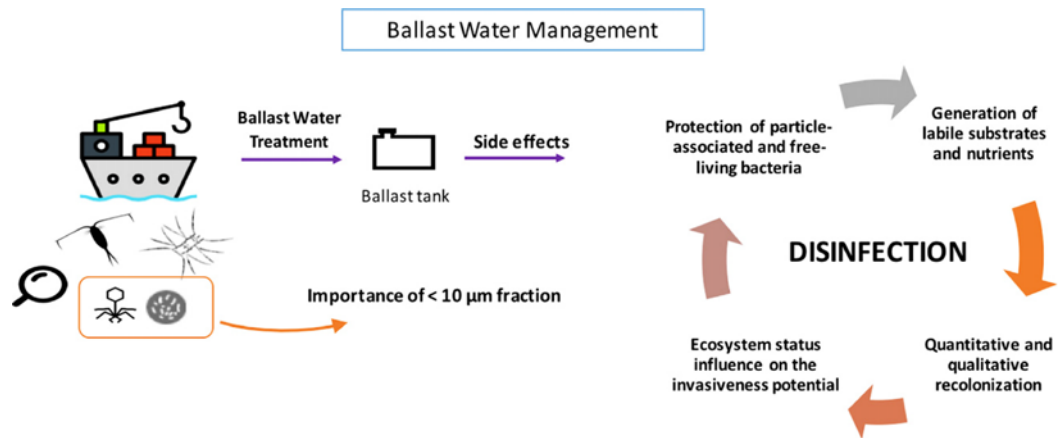 Ballast Water Management
Ballast Water
Treatment
Ballast tank
Side effects
Importance of < 10 µm fraction
Protection of particle-
associated and free-
living bacteria
Generation of
labile substrates
and nutrients
DISINFECTION
Ecosystem status
influence on the
invasiveness potential
Quantitative and
qualitative
recolonization